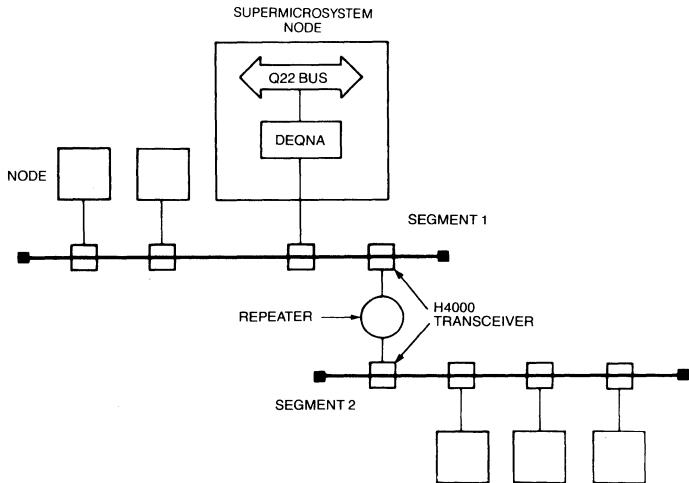 SUPERMICROSYSTEM
NODE
Q22 BUS
DEQNA
NODE
SEGMENT 1
REPEATER
H4000
TRANSCEIVER
SEGMENT 2